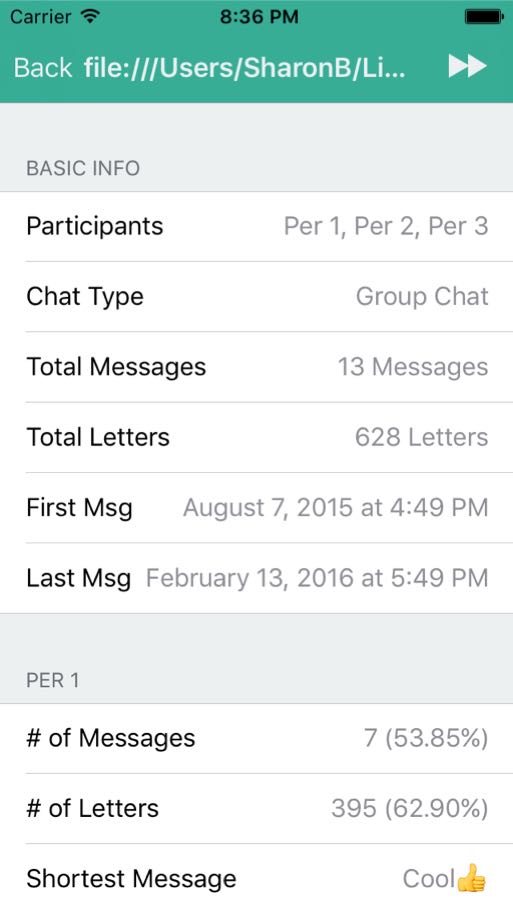 Carrier 8:36 PM
Back file:///Users/SharonB/Li...
BASIC INFO
Participants Per 1, Per 2, Per 3
Chat Type Group Chat
Total Messages 13 Messages
Total Letters 628 Letters
First Msg August 7, 2015 at 4:49 PM
Last Msg February 13, 2016 at 5:49 PM
PER 1
# of Messages 7 (53.85%)
# of Letters 395 (62.90%)
Shortest Message Cool👍